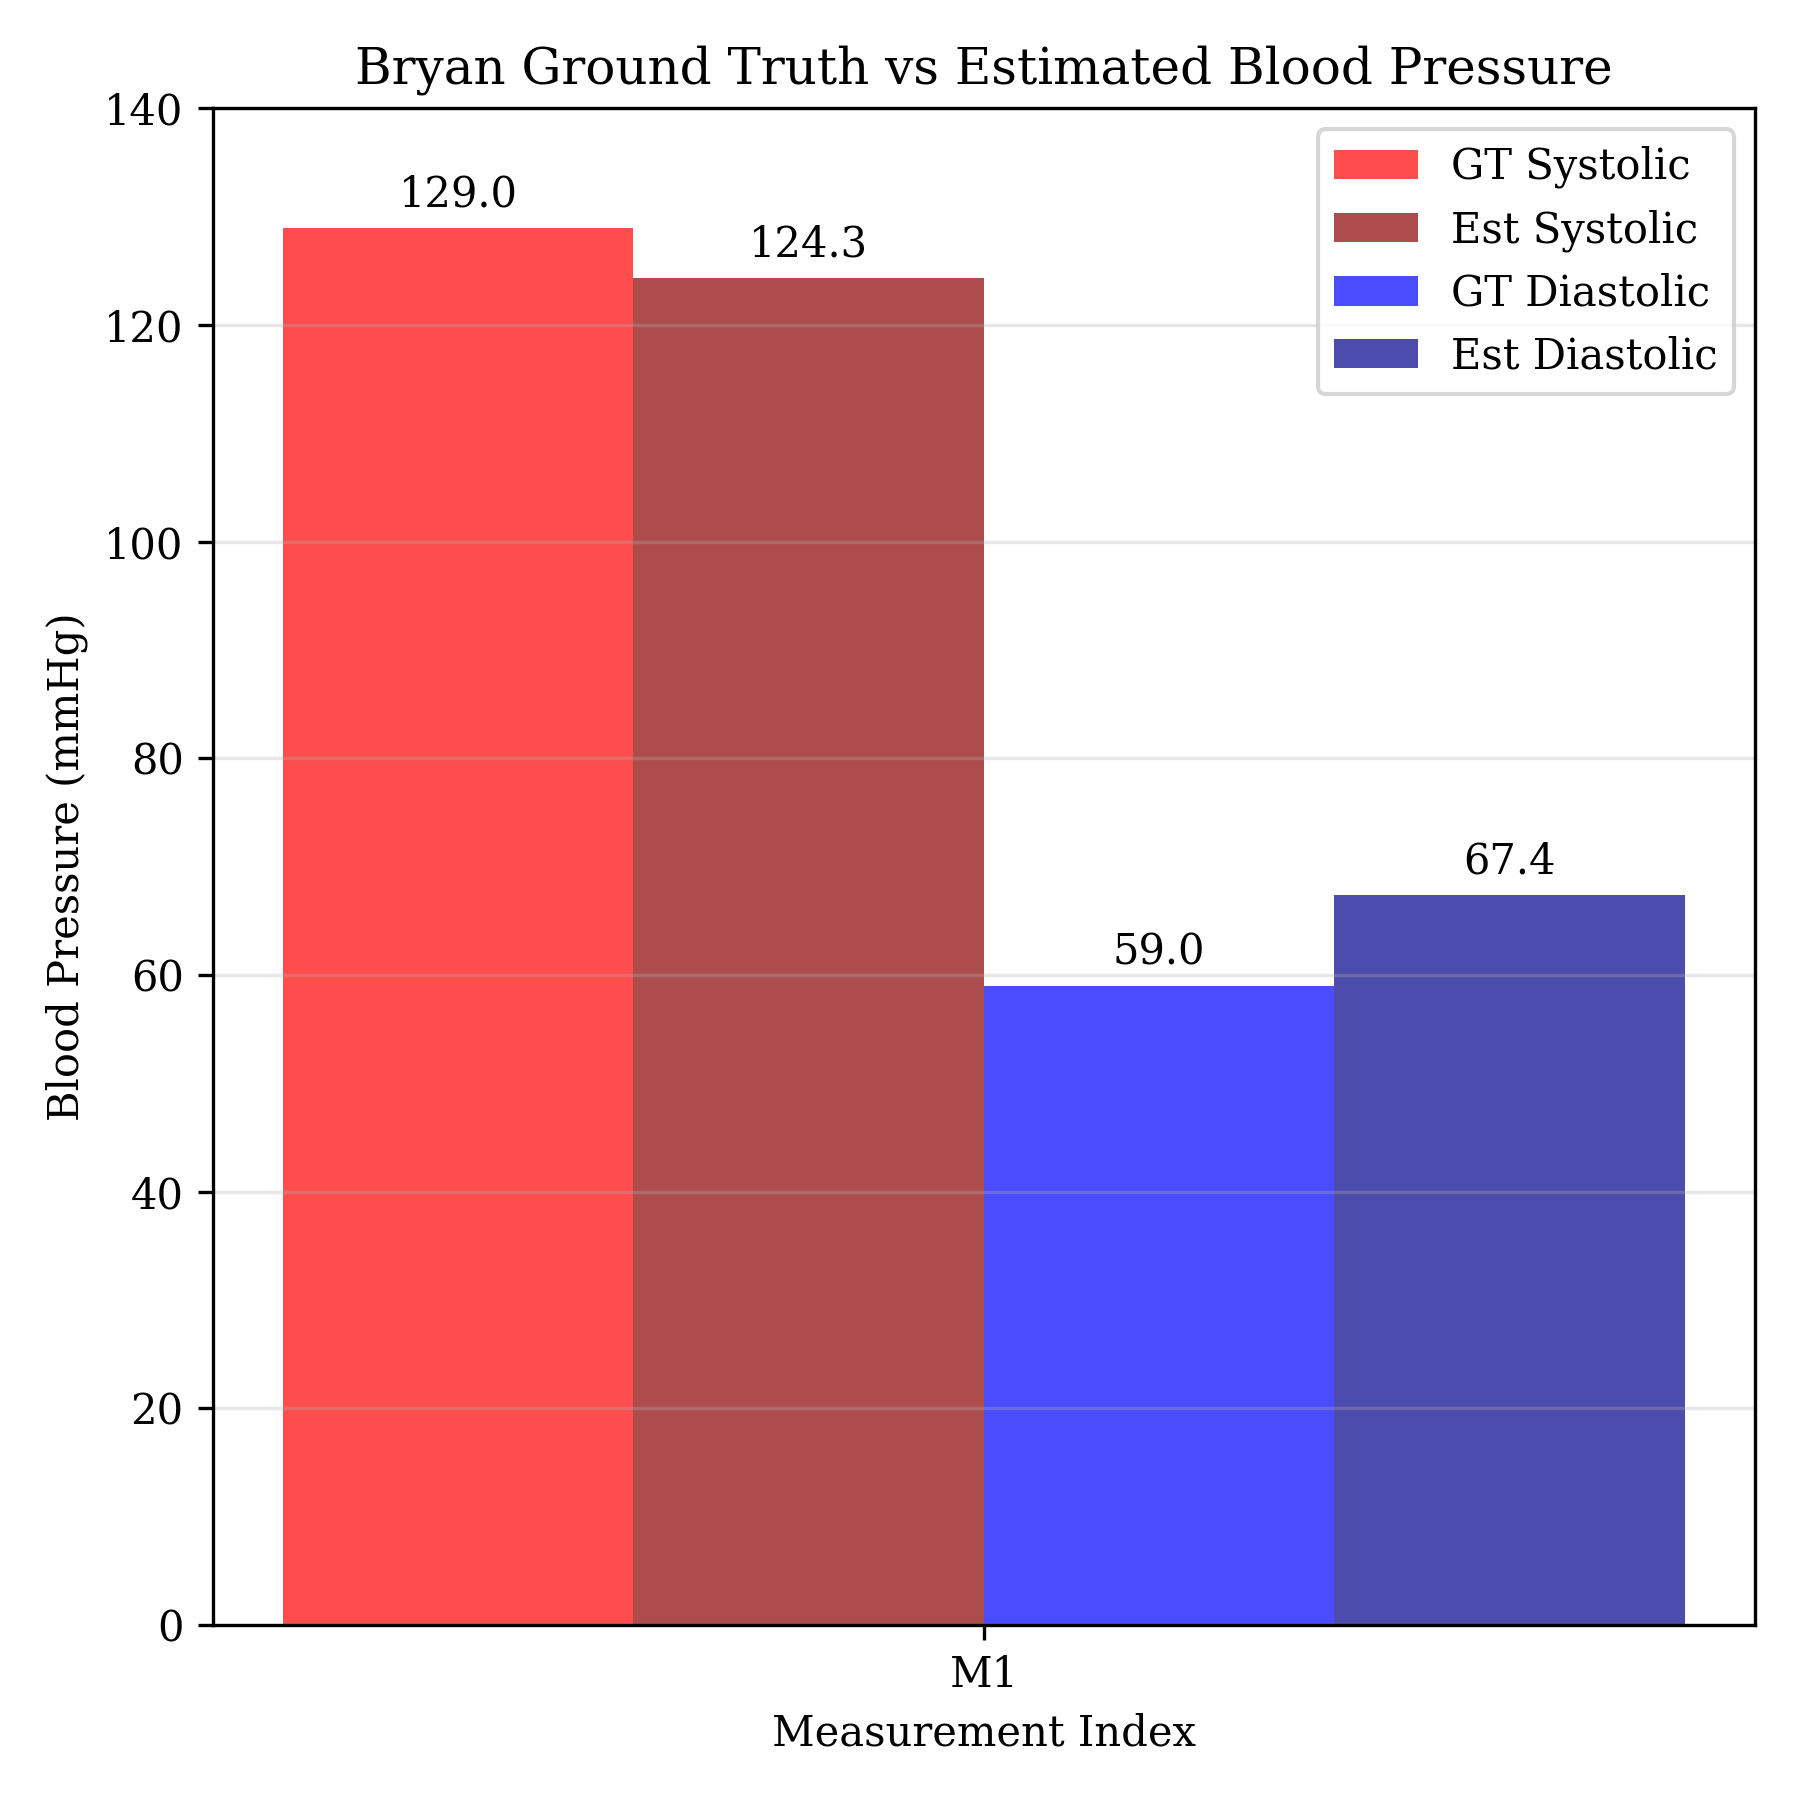 Bryan Ground Truth vs Estimated Blood Pressure
140
120
100
80
60
40
20
0
Blood Pressure (mmHg)
129.0
124.3
59.0
67.4
GT Systolic
Est Systolic
GT Diastolic
Est Diastolic
M1
Measurement Index